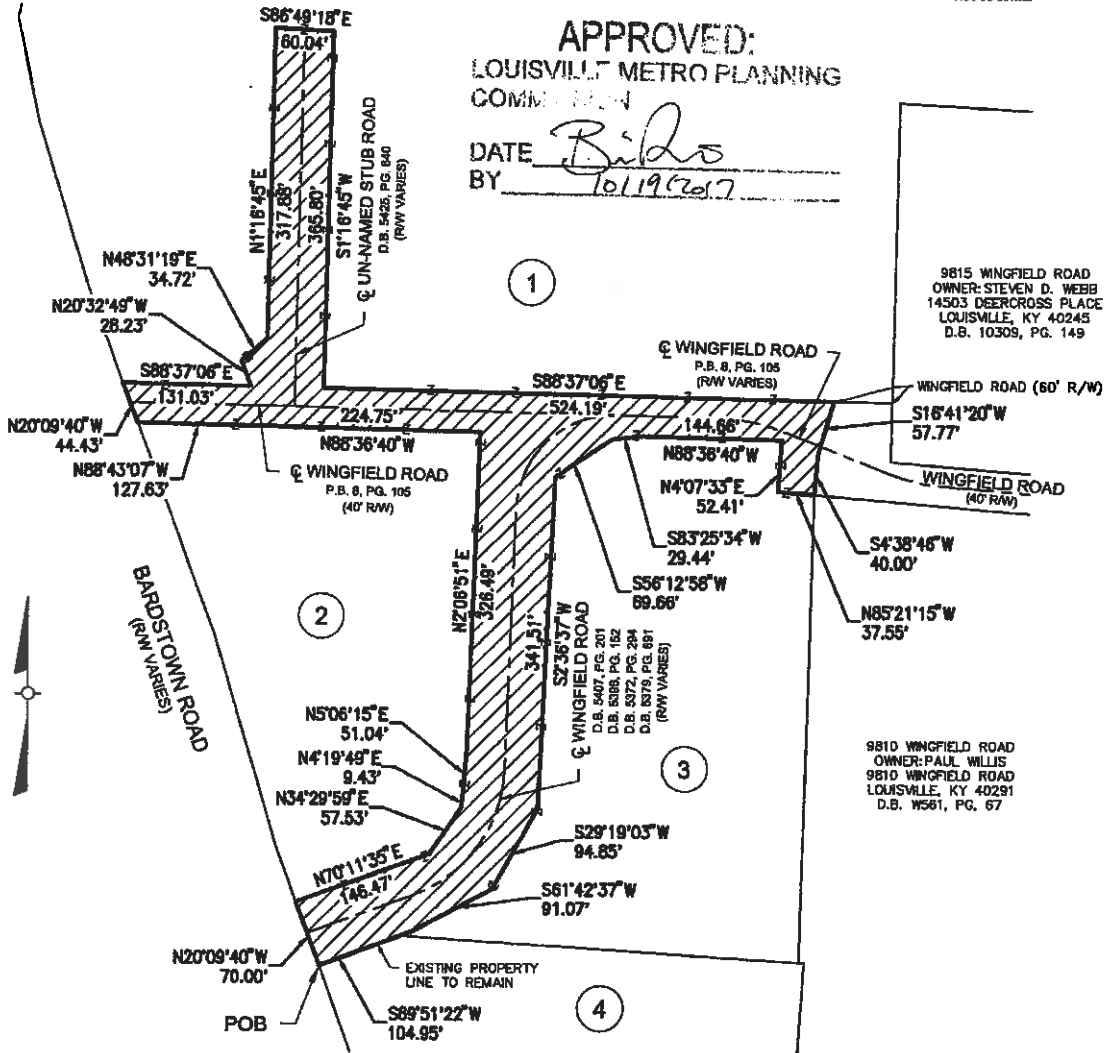 S86°49'18"E
60.04'
APPROVED:
LOUISVILLE METRO PLANNING
DATE
BY 10/19/2017
N1°16'45"E
317.88'
365.80'
S1°16'45"W
℄ UN-NAMED STUB ROAD
D.B. 5426, PG. 640
(R/W VARIES)
N48°31'19"E
34.72'
N20°32'49"W
28.23'
1
9815 WINGFIELD ROAD
OWNER: STEVEN D. WEBB
14503 DEERCROSS PLACE
LOUISVILLE, KY 40245
D.B. 10309, PG. 149
℄ WINGFIELD ROAD
P.B. 8, PG. 105
(R/W VARIES)
S88°37'06"E
131.03'
S88°37'06"E
524.19'
WINGFIELD ROAD (60' R/W)
N20°09'40"W
44.43'
224.75'
N88°36'40"W
144.66'
N88°36'40"W
S16°41'20"W
57.77'
N88°43'07"W
127.63'
℄ WINGFIELD ROAD
P.B. 8, PG. 105
(40' R/W)
N4°07'33"E
52.41'
WINGFIELD ROAD
(40' R/W)
S83°25'34"W
29.44'
S4°38'46"W
40.00'
S56°12'58"W
69.66'
N85°21'15"W
37.55'
BARDSTOWN ROAD
(R/W VARIES)
2
N2°06'51"E
326.49'
341.51'
S2°36'37"W
℄ WINGFIELD ROAD
D.B. 5407, PG. 201
D.B. 5386, PG. 152
D.B. 5372, PG. 294
D.B. 5379, PG. 691
(R/W VARIES)
N5°06'15"E
51.04'
N4°19'49"E
9.43'
N34°29'59"E
57.53'
3
9810 WINGFIELD ROAD
OWNER: PAUL WILLIS
9810 WINGFIELD ROAD
LOUISVILLE, KY 40291
D.B. W561, PG. 67
S29°19'03"W
94.85'
N70°11'35"E
146.47'
S61°42'37"W
91.07'
N20°09'40"W
70.00'
EXISTING PROPERTY
LINE TO REMAIN
POB
S69°51'22"W
104.95'
4